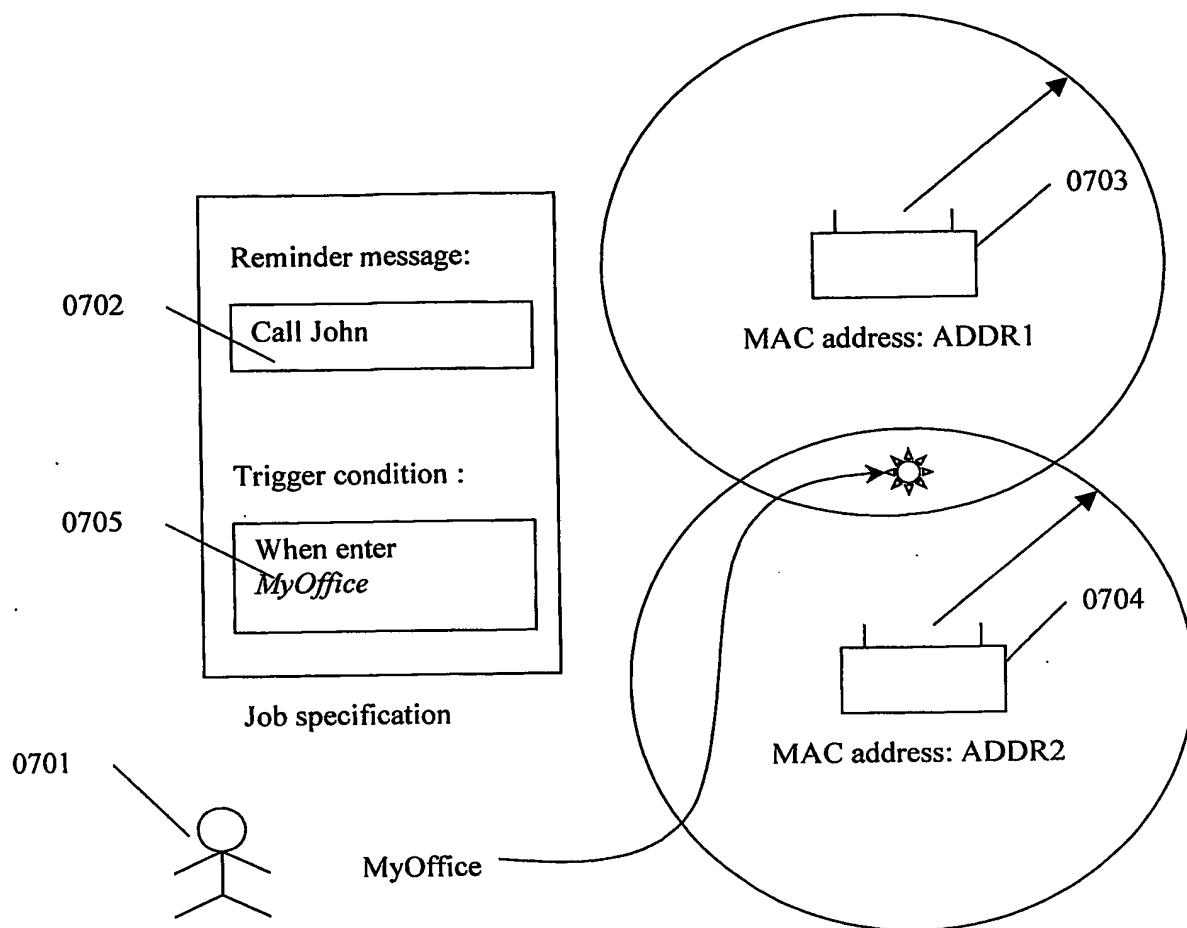 0703
Reminder message:
0702
Call John
MAC address: ADDR1
Trigger condition :
0705
When enter
MyOffice
0704
Job specification
MAC address: ADDR2
0701
MyOffice